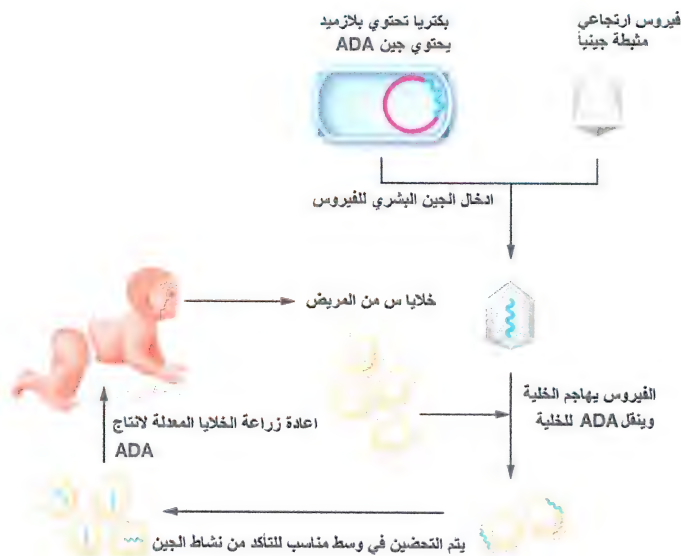 فيروس ارتجاعي
مثبطة جينياً
بكتريا تحتوي بلازميد
يحتوي جين ADA
ادخال الجين البشري للفيروس
خلايا س من المريض
الفيروس يهاجم الخلية
وينقل ADA للخلية
اعادة زراعة الخلايا المعدلة لانتاج
ADA
يتم التحضين في وسط مناسب للتأكد من نشاط الجين